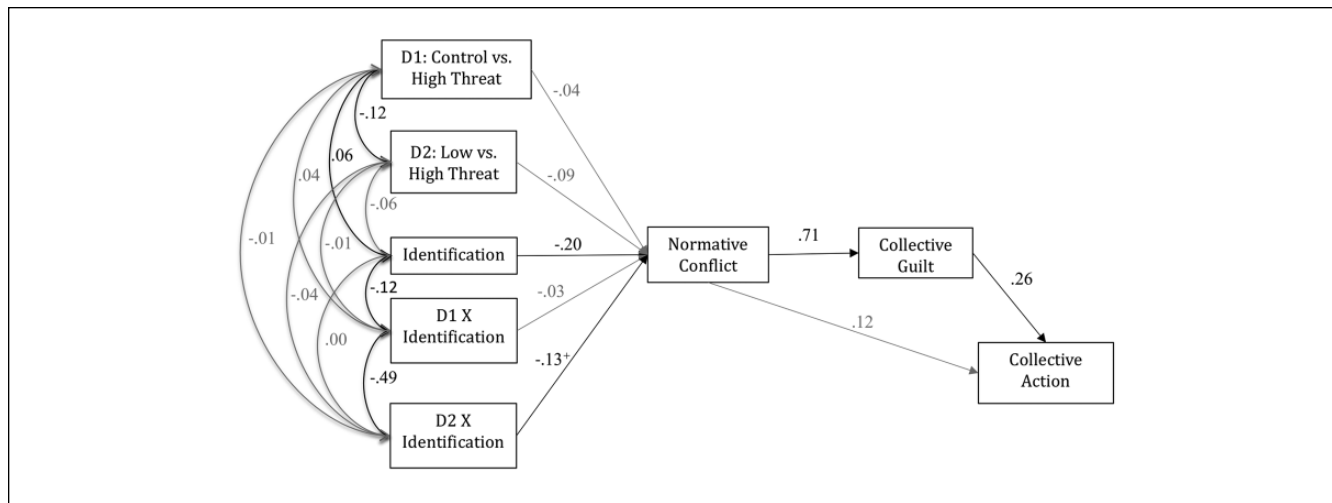 D1: Control vs.
High Threat
-.04
-.12
D2: Low vs.
High Threat
.06
.04
-.09
-.06
-.01
-.01
Identification
-.20
Normative
Conflict
.71
Collective
Guilt
-.12
-.04
D1 X
Identification
-.03
.26
.00
.12
-.13+
Collective
Action
-.49
D2 X
Identification